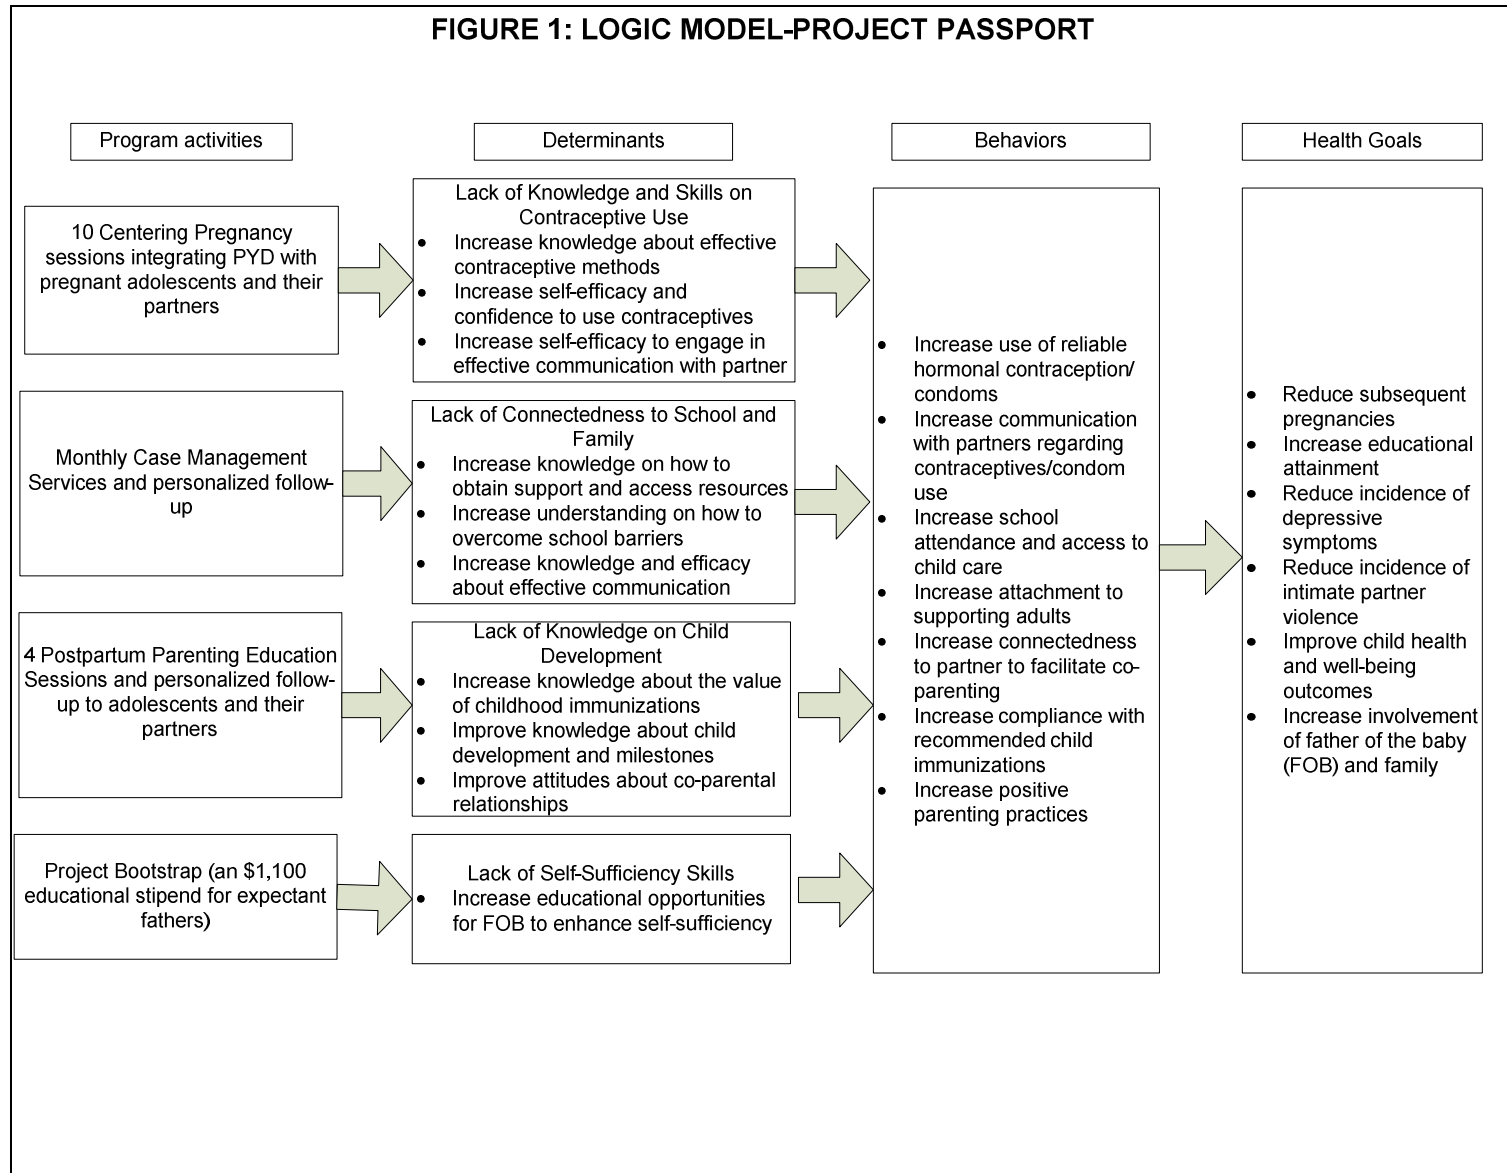 FIGURE 1: LOGIC MODEL-PROJECT PASSPORT
Program activities
Determinants
Behaviors
Health Goals
10 Centering Pregnancy
sessions integrating PYD with
pregnant adolescents and their
partners
Monthly Case Management
Services and personalized follow-
up
4 Postpartum Parenting Education
Sessions and personalized follow-
up to adolescents and their
partners
Project Bootstrap (an $1,100
educational stipend for expectant
fathers)
Lack of Knowledge and Skills on
Contraceptive Use
• Increase knowledge about effective
contraceptive methods
• Increase self-efficacy and
confidence to use contraceptives
• Increase self-efficacy to engage in
effective communication with partner
Lack of Connectedness to School and
Family
• Increase knowledge on how to
obtain support and access resources
• Increase understanding on how to
overcome school barriers
• Increase knowledge and efficacy
about effective communication
Lack of Knowledge on Child
Development
• Increase knowledge about the value
of childhood immunizations
• Improve knowledge about child
development and milestones
• Improve attitudes about co-parental
relationships
Lack of Self-Sufficiency Skills
• Increase educational opportunities
for FOB to enhance self-sufficiency
• Increase use of reliable
hormonal contraception/
condoms
• Increase communication
with partners regarding
contraceptives/condom
use
• Increase school
attendance and access to
child care
• Increase attachment to
supporting adults
• Increase connectedness
to partner to facilitate co-
parenting
• Increase compliance with
recommended child
immunizations
• Increase positive
parenting practices
• Reduce subsequent
pregnancies
• Increase educational
attainment
• Reduce incidence of
depressive
symptoms
• Reduce incidence of
intimate partner
violence
• Improve child health
and well-being
outcomes
• Increase involvement
of father of the baby
(FOB) and family